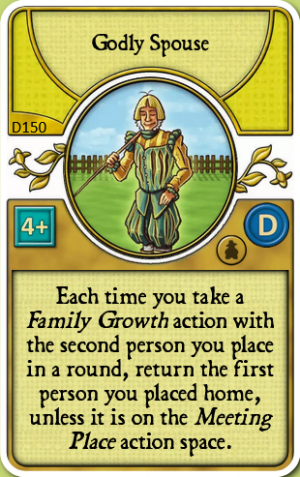 Godly Spouse
D150
4+
D
Each time you take a
Family Growth action with
the second person you place
in a round, return the first
person you placed home,
unless it is on the Meeting
Place action space.